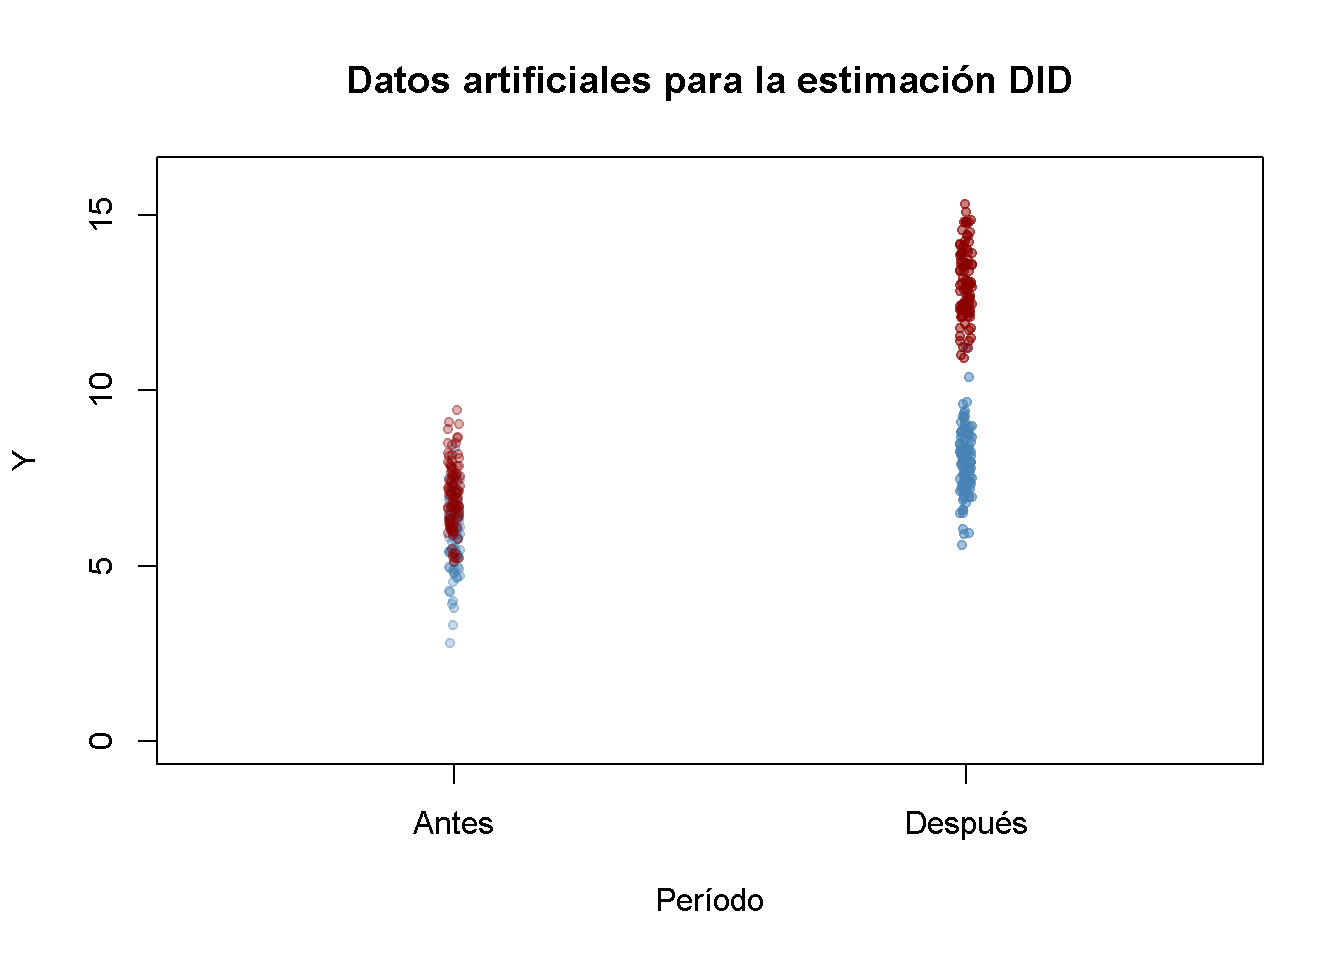 Datos artificiales para la estimación DID
15
10
5
0
Y
Antes
Después
Período